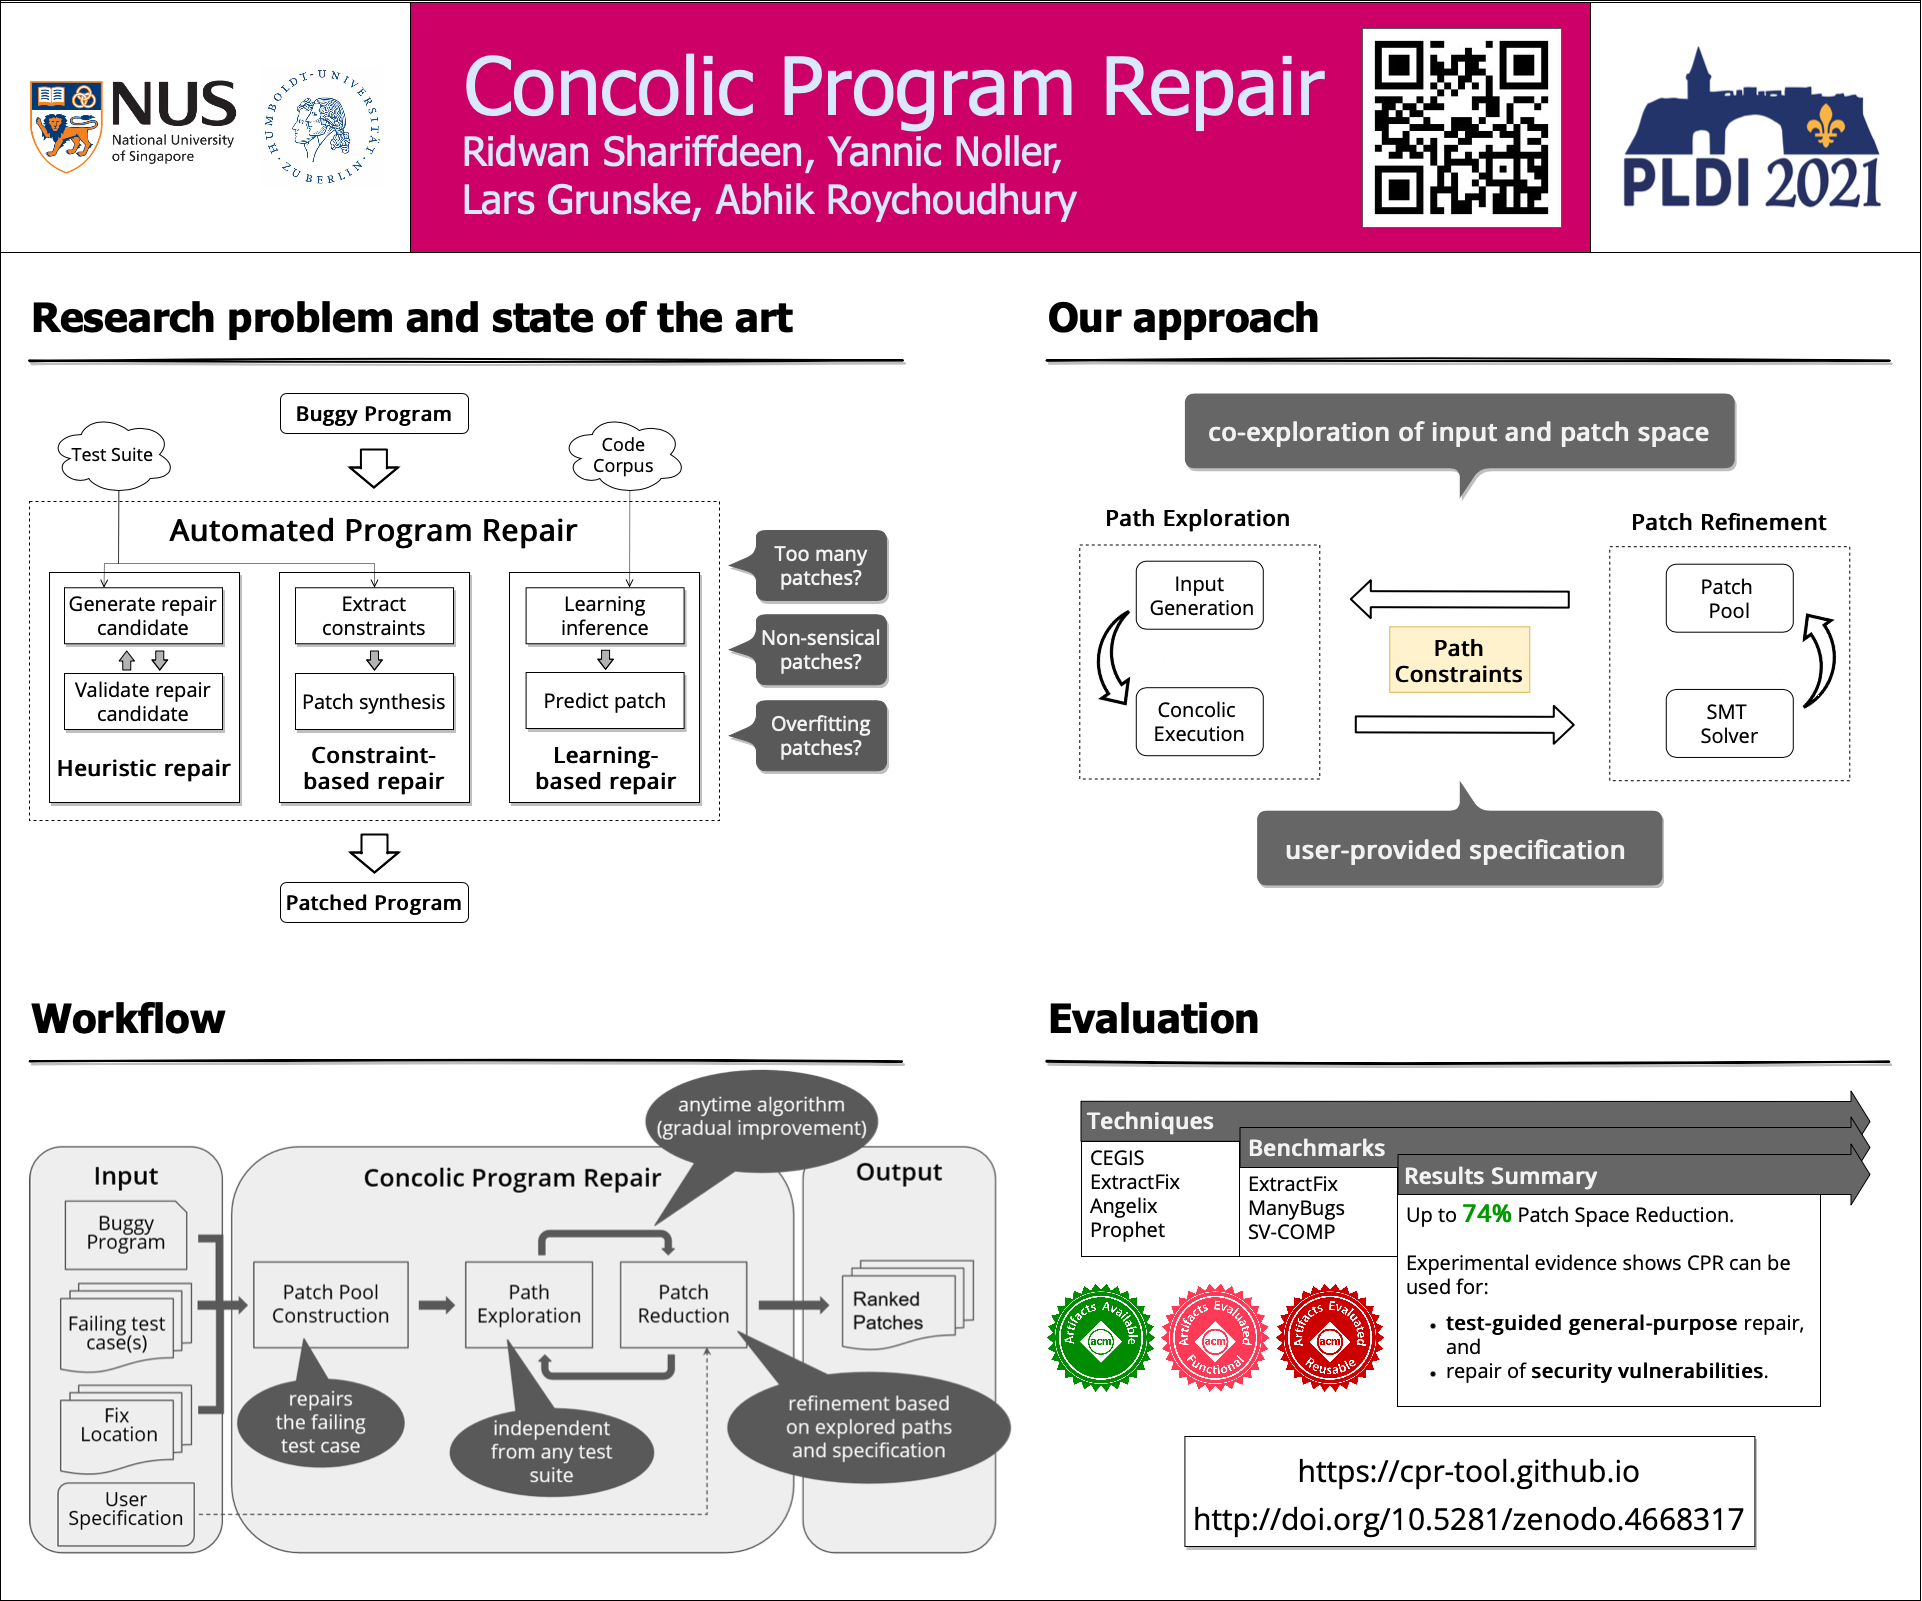 NUS
National University
of Singapore
HUMBOLDT-UNIVERSITÄT · ZU BERLIN ·
Concolic Program Repair
Ridwan Shariffdeen, Yannic Noller,
Lars Grunske, Abhik Roychoudhury
PLDI 2021
Research problem and state of the art
Buggy Program
Test Suite
Code
Corpus
Automated Program Repair
Generate repair
candidate
Validate repair
candidate
Heuristic repair
Extract
constraints
Patch synthesis
Constraint-
based repair
Learning
inference
Predict patch
Learning-
based repair
Too many
patches?
Non-sensical
patches?
Overfitting
patches?
Patched Program
Our approach
co-exploration of input and patch space
Path Exploration
Input
Generation
Concolic
Execution
Path
Constraints
Patch Refinement
Patch
Pool
SMT
Solver
user-provided specification
Workflow
anytime algorithm
(gradual improvement)
Input
Buggy
Program
Failing test
case(s)
Fix
Location
User
Specification
Concolic Program Repair
Patch Pool
Construction
Path
Exploration
Patch
Reduction
repairs
the failing
test case
independent
from any test
suite
refinement based
on explored paths
and specification
Output
Ranked
Patches
Evaluation
Techniques
CEGIS
ExtractFix
Angelix
Prophet
Benchmarks
ExtractFix
ManyBugs
SV-COMP
Results Summary
Up to 74% Patch Space Reduction.
Experimental evidence shows CPR can be
used for:
• test-guided general-purpose repair,
and
• repair of security vulnerabilities.
Artifacts Available
acm
Artifacts Evaluated
acm
Functional
Artifacts Evaluated
acm
Reusable
https://cpr-tool.github.io
http://doi.org/10.5281/zenodo.4668317